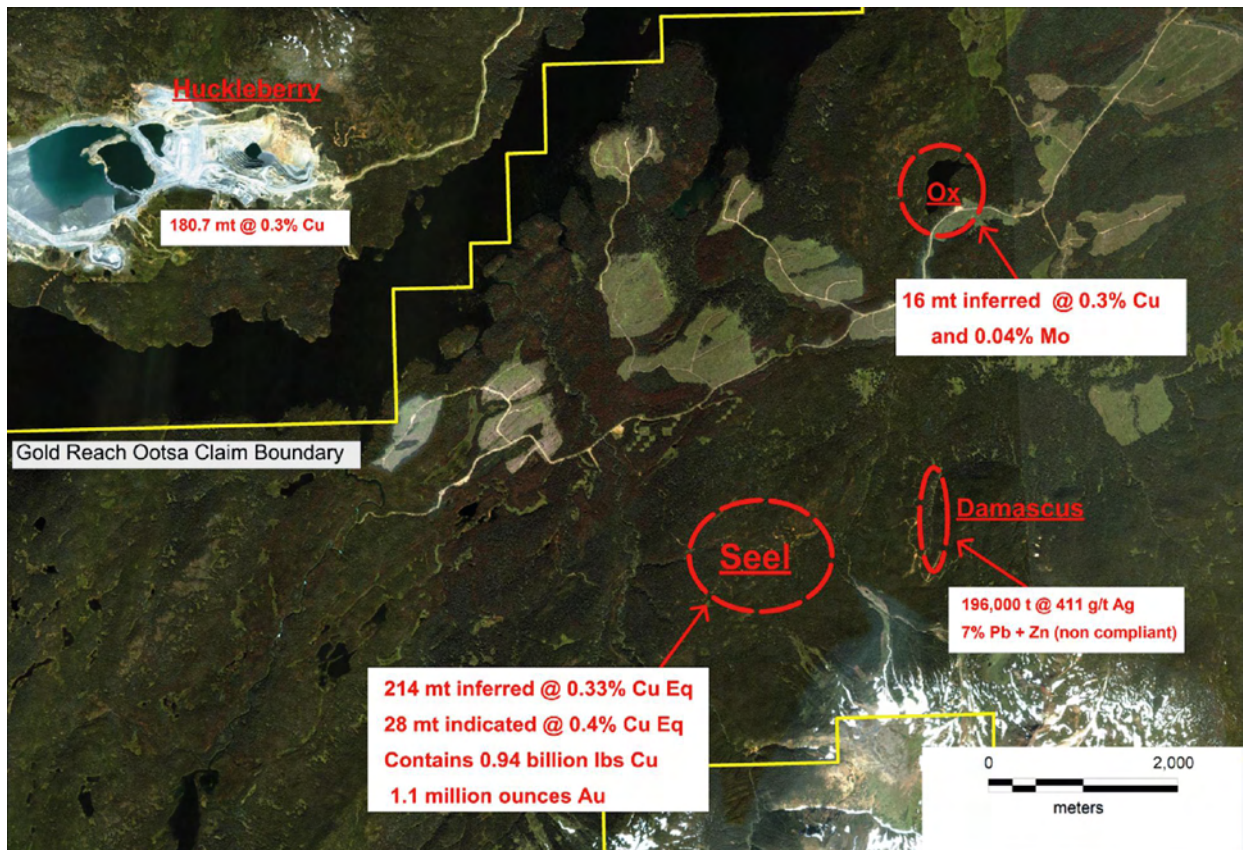 Huckleberry
180.7 mt @ 0.3% Cu
Ox
16 mt inferred @ 0.3% Cu
and 0.04% Mo
Gold Reach Ootsa Claim Boundary
Seel
Damascus
196,000 t @ 411 g/t Ag
7% Pb + Zn (non compliant)
214 mt inferred @ 0.33% Cu Eq
28 mt indicated @ 0.4% Cu Eq
Contains 0.94 billion lbs Cu
1.1 million ounces Au
0 2,000
meters